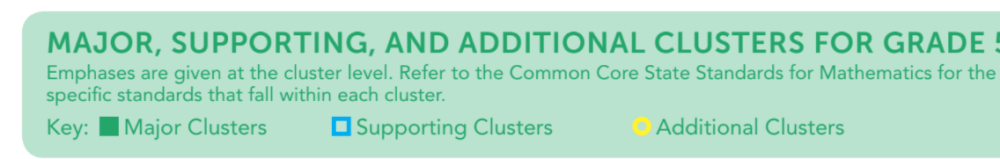 MAJOR, SUPPORTING, AND ADDITIONAL CLUSTERS FOR GRADE 5
Emphases are given at the cluster level. Refer to the Common Core State Standards for Mathematics for the
specific standards that fall within each cluster.
Key: Major Clusters Supporting Clusters Additional Clusters